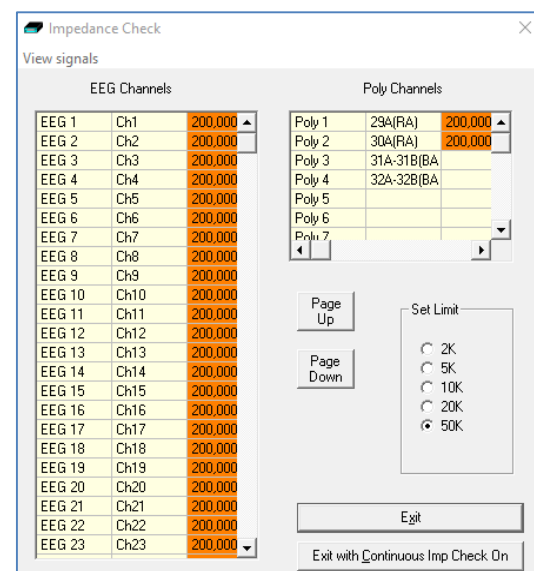 Impedance Check
View signals
EEG Channels
EEG 1 Ch1 200,000
EEG 2 Ch2 200,000
EEG 3 Ch3 200,000
EEG 4 Ch4 200,000
EEG 5 Ch5 200,000
EEG 6 Ch6 200,000
EEG 7 Ch7 200,000
EEG 8 Ch8 200,000
EEG 9 Ch9 200,000
EEG 10 Ch10 200,000
EEG 11 Ch11 200,000
EEG 12 Ch12 200,000
EEG 13 Ch13 200,000
EEG 14 Ch14 200,000
EEG 15 Ch15 200,000
EEG 16 Ch16 200,000
EEG 17 Ch17 200,000
EEG 18 Ch18 200,000
EEG 19 Ch19 200,000
EEG 20 Ch20 200,000
EEG 21 Ch21 200,000
EEG 22 Ch22 200,000
EEG 23 Ch23 200,000
Poly Channels
Poly 1 29A(RA) 200,000
Poly 2 30A(RA) 200,000
Poly 3 31A-31B(BA
Poly 4 32A-32B(BA
Poly 5
Poly 6
Poly 7
Page
Up
Page
Down
Set Limit
2K
5K
10K
20K
50K
Exit
Exit with Continuous Imp Check On